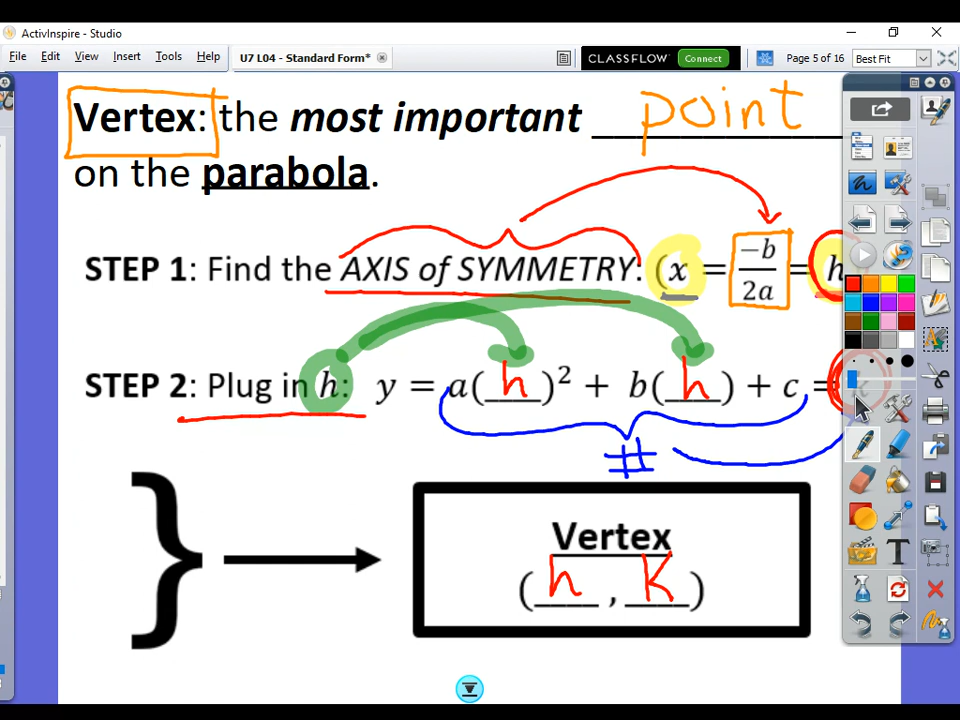 ActivInspire - Studio
File Edit View Insert Tools Help U7 L04 - Standard Form* CLASSFLOW Connect Page 5 of 16 Best Fit
Vertex: the most important point
on the parabola.
STEP 1: Find the AXIS of SYMMETRY: (x = −b/2a = h
STEP 2: Plug in h: y = a(h)² + b(h) + c = k
#
Vertex
(h, K)
T